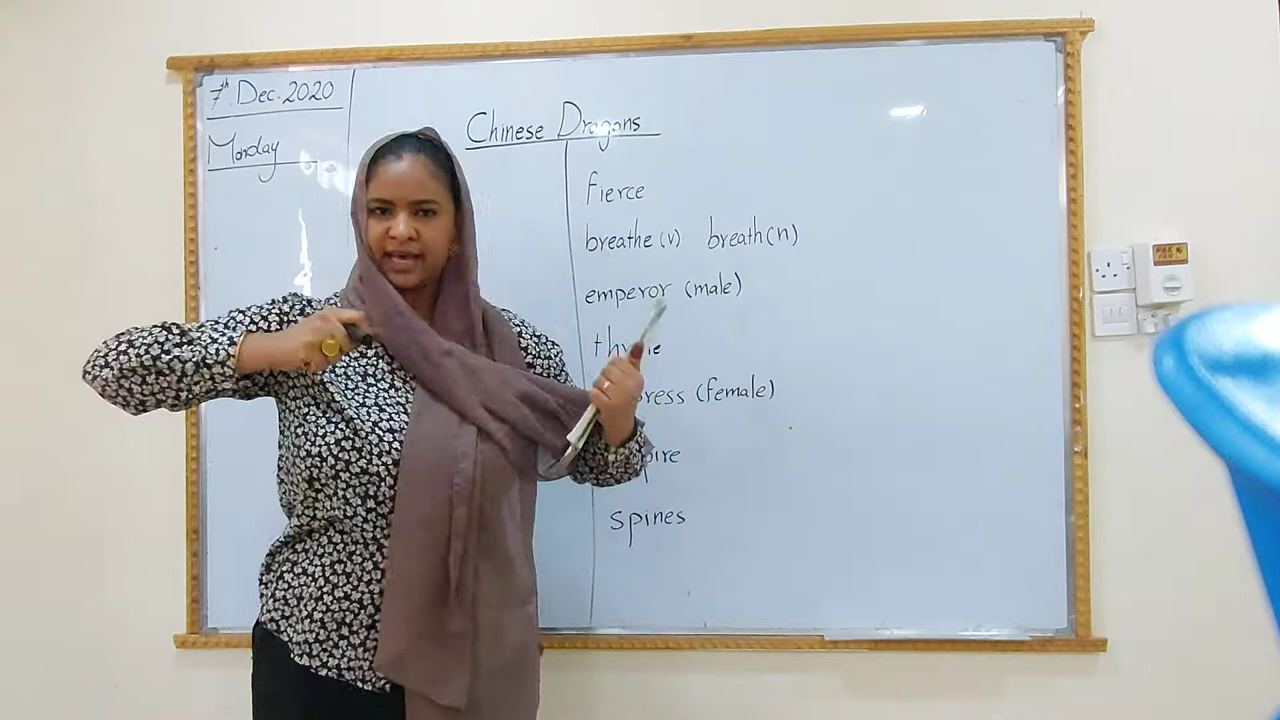 7th. Dec. 2020
Monday
Chinese Dragons
fierce
breathe (v) breath (n)
emperor (male)
(female)
spines